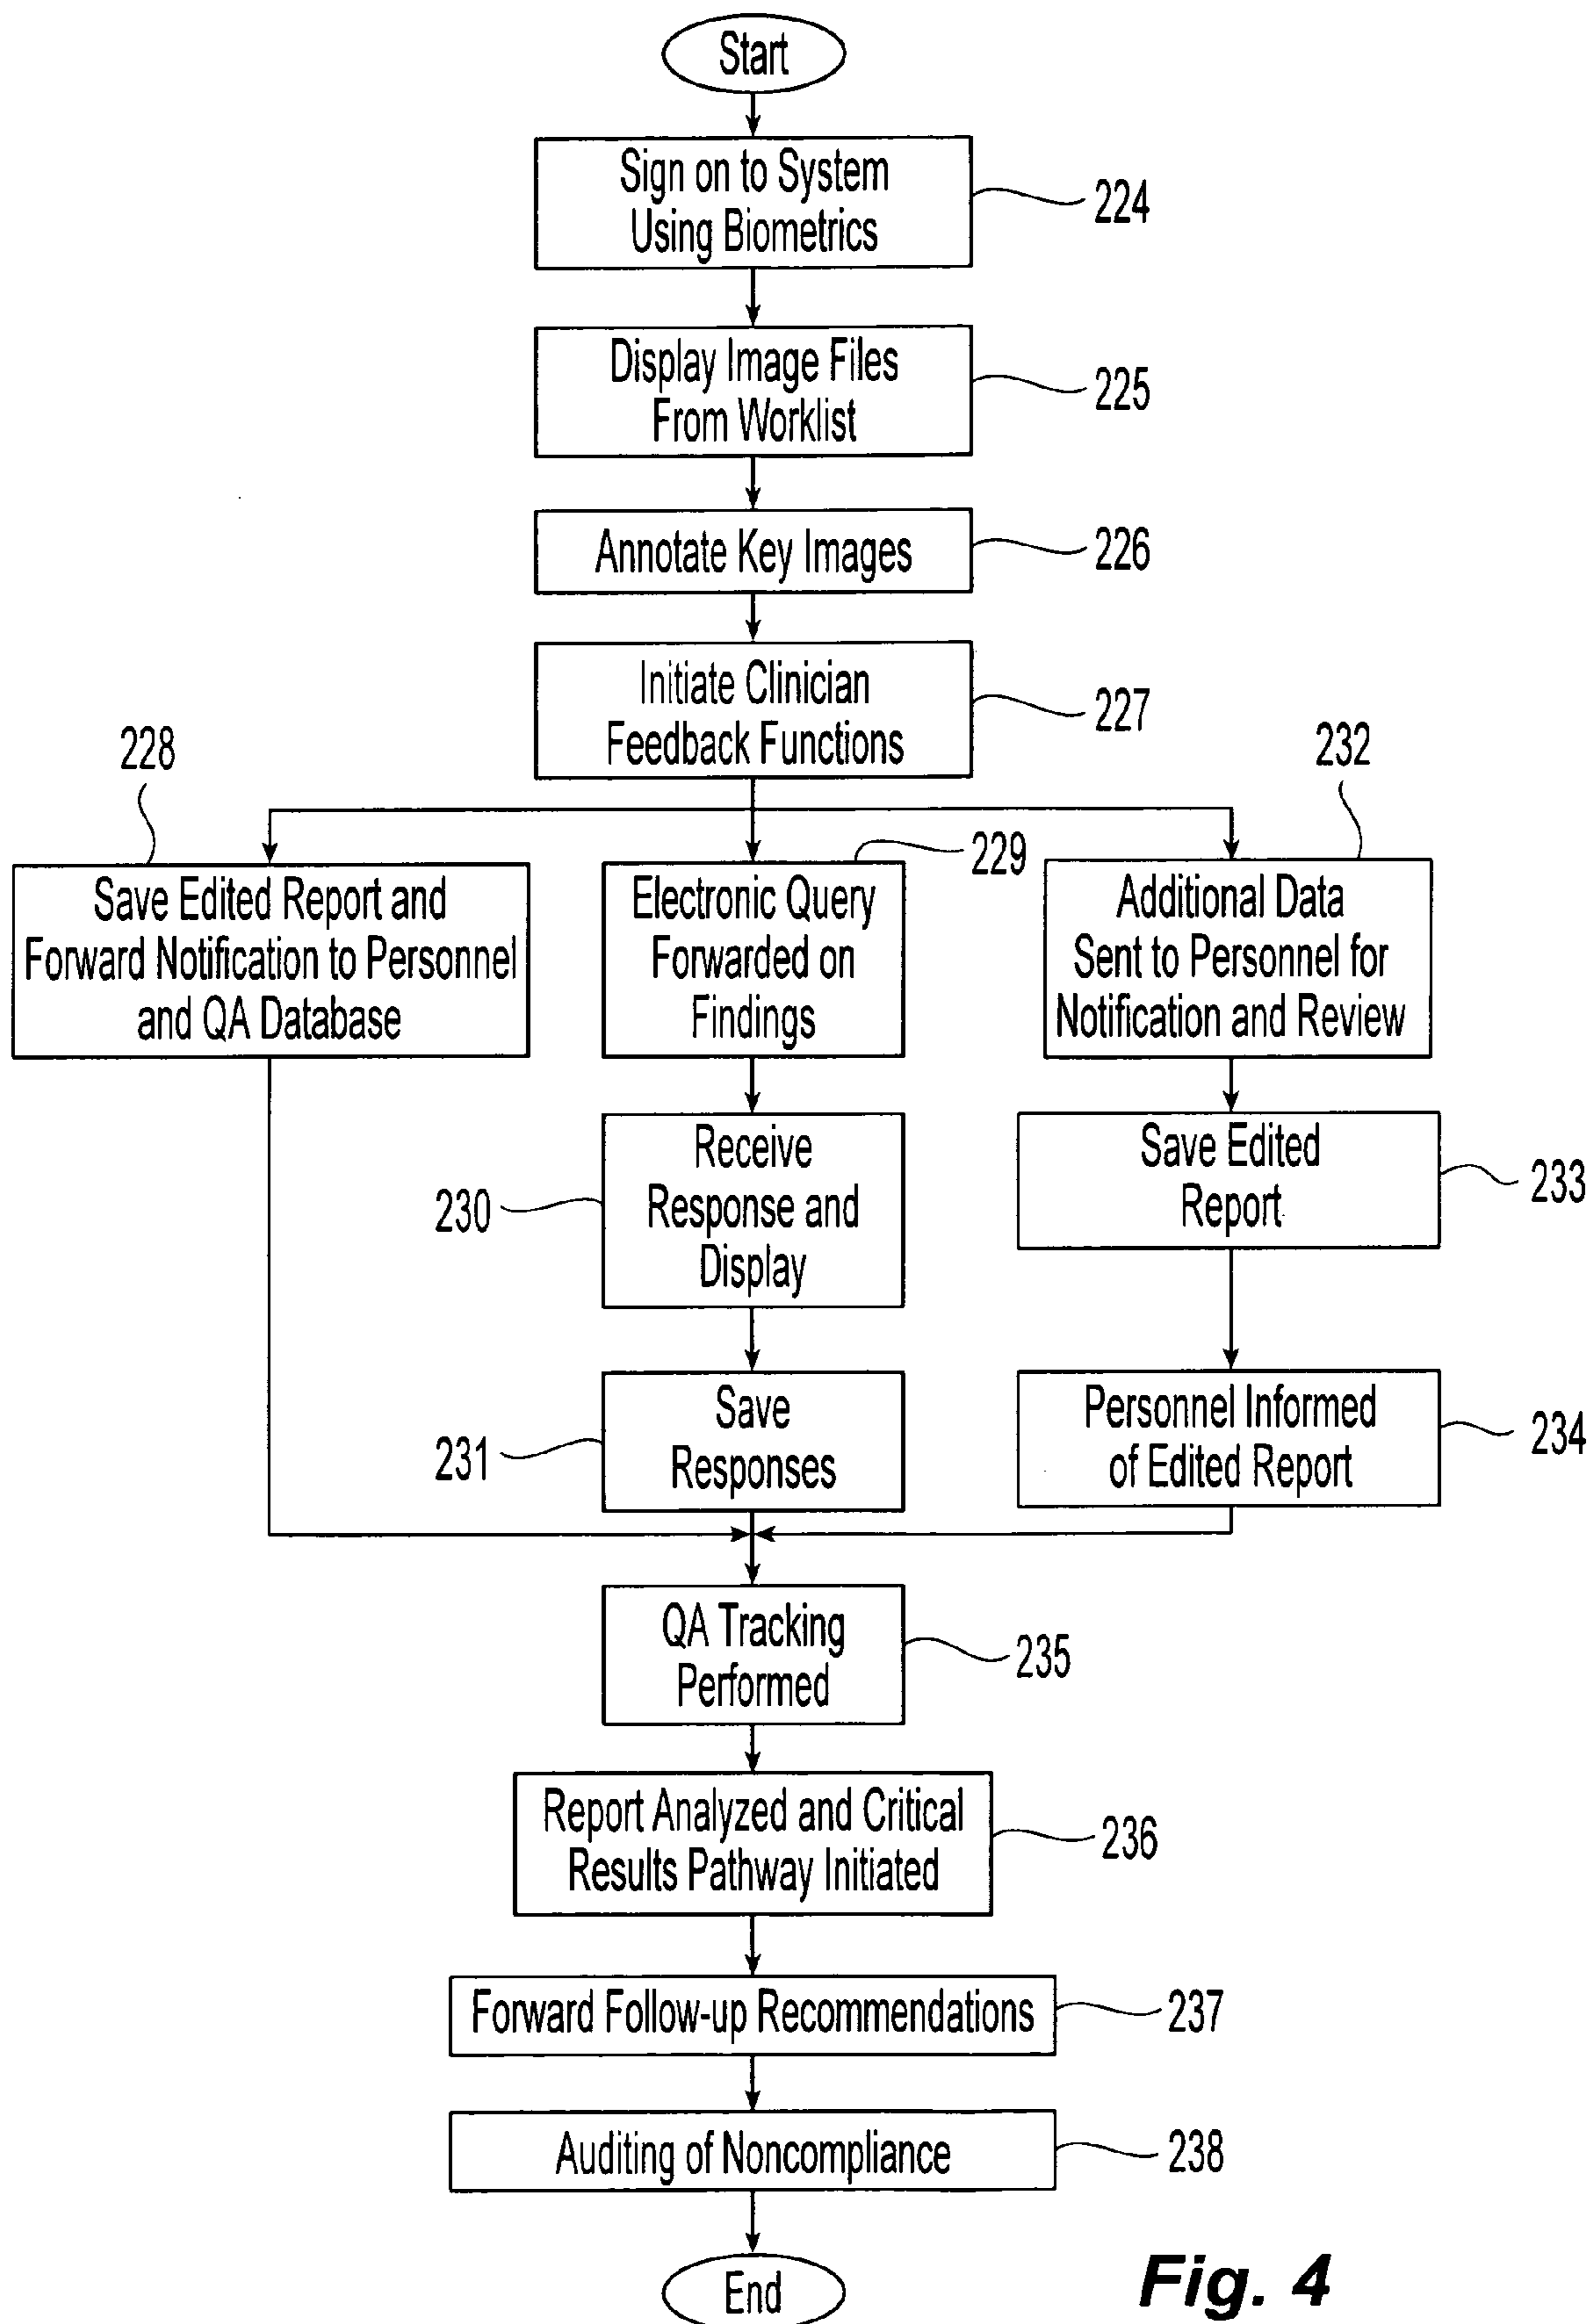 Start
Sign on to System
Using Biometrics
224
Display Image Files
From Worklist
225
Annotate Key Images
226
Initiate Clinician
Feedback Functions
227
228
Save Edited Report and
Forward Notification to Personnel
and QA Database
229
Electronic Query
Forwarded on
Findings
232
Additional Data
Sent to Personnel for
Notification and Review
230
Receive
Response and
Display
Save Edited
Report
233
231
Save
Responses
Personnel Informed
of Edited Report
234
QA Tracking
Performed
235
Report Analyzed and Critical
Results Pathway Initiated
236
Forward Follow-up Recommendations
237
Auditing of Noncompliance
238
End
Fig. 4